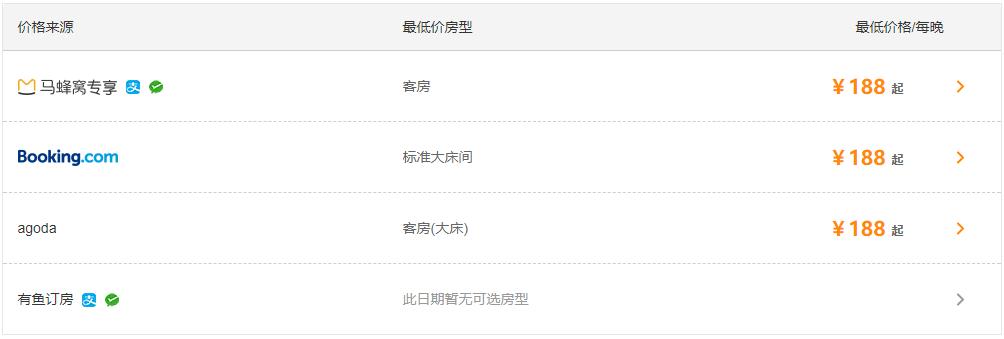 价格来源 最低价房型 最低价格/每晚
马蜂窝专享 客房 ¥188 起
Booking.com 标准大床间 ¥188 起
agoda 客房(大床) ¥188 起
有鱼订房 此日期暂无可选房型